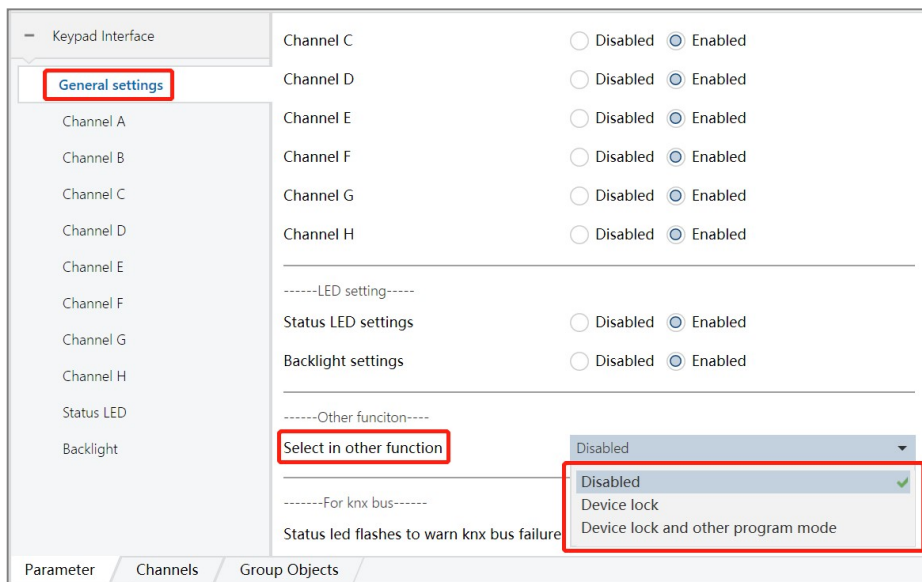 Keypad Interface
General settings
Channel A
Channel B
Channel C
Channel D
Channel E
Channel F
Channel G
Channel H
Status LED
Backlight
Channel C Disabled Enabled
Channel D Disabled Enabled
Channel E Disabled Enabled
Channel F Disabled Enabled
Channel G Disabled Enabled
Channel H Disabled Enabled
------LED setting-----
Status LED settings Disabled Enabled
Backlight settings Disabled Enabled
------Other funciton----
Select in other function Disabled
Disabled
Device lock
Device lock and other program mode
-------For knx bus------
Status led flashes to warn knx bus failure
Parameter Channels Group Objects